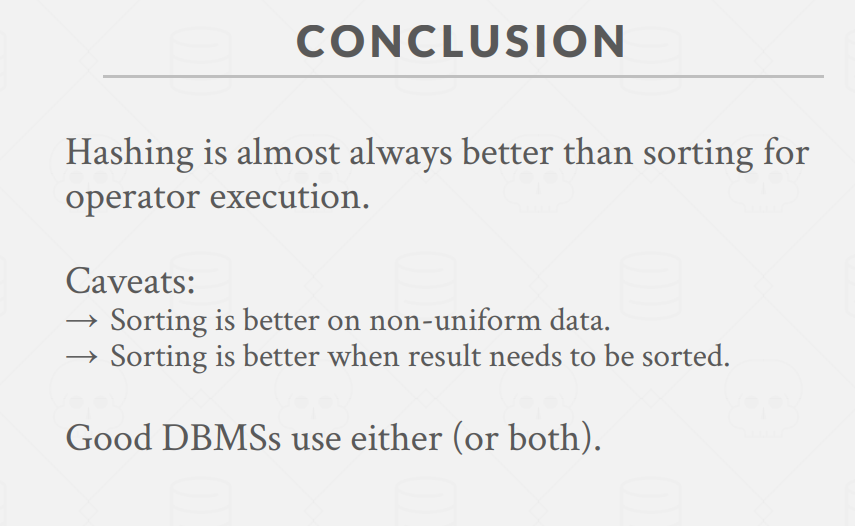 CONCLUSION
Hashing is almost always better than sorting for
operator execution.
Caveats:
→ Sorting is better on non-uniform data.
→ Sorting is better when result needs to be sorted.
Good DBMSs use either (or both).